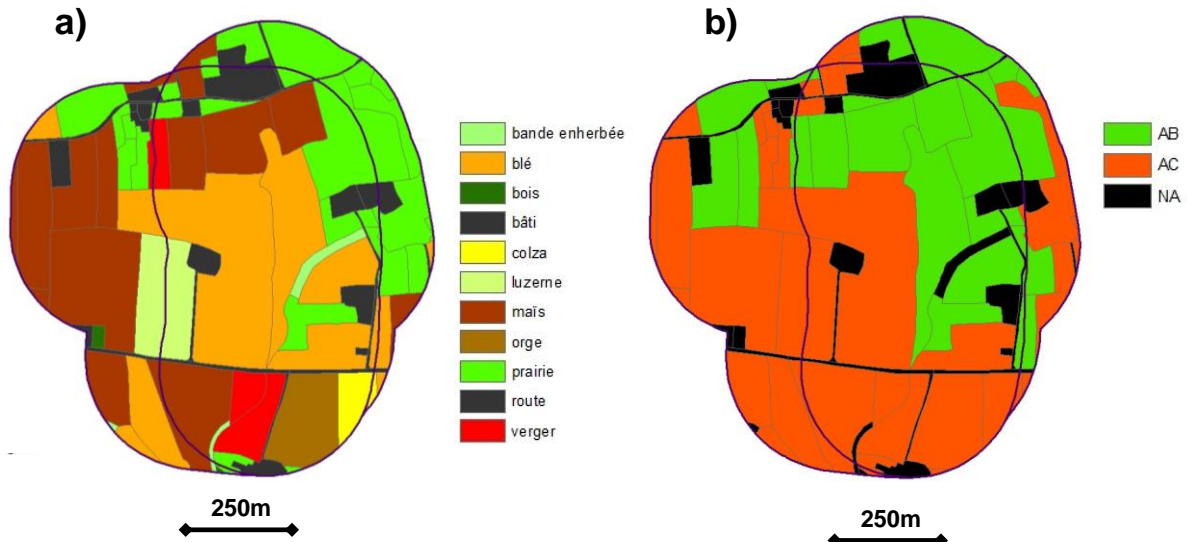 a)
b)
bande enherbée
blé
bois
bâti
colza
luzerne
maïs
orge
prairie
route
verger
AB
AC
NA
250m
250m